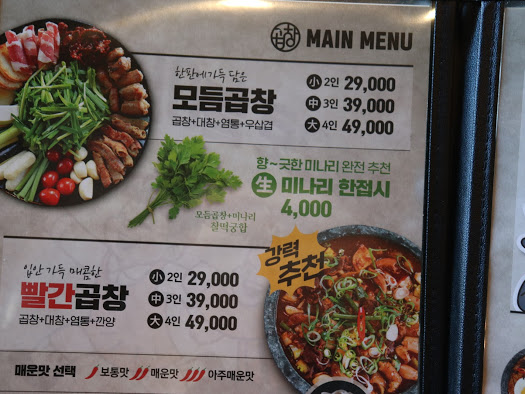 곱창 MAIN MENU
한판에 가득 담은
모듬곱창
곱창+대창+염통+우삼겹
小 2인 29,000
中 3인 39,000
大 4인 49,000
향~긋한 미나리 완전 추천
生 미나리 한접시
4,000
모듬곱창+미나리
찰떡궁합
입안 가득 매콤한
빨간곱창
곱창+대창+염통+깐양
小 2인 29,000
中 3인 39,000
大 4인 49,000
강력
추천
매운맛 선택 보통맛 매운맛 아주매운맛